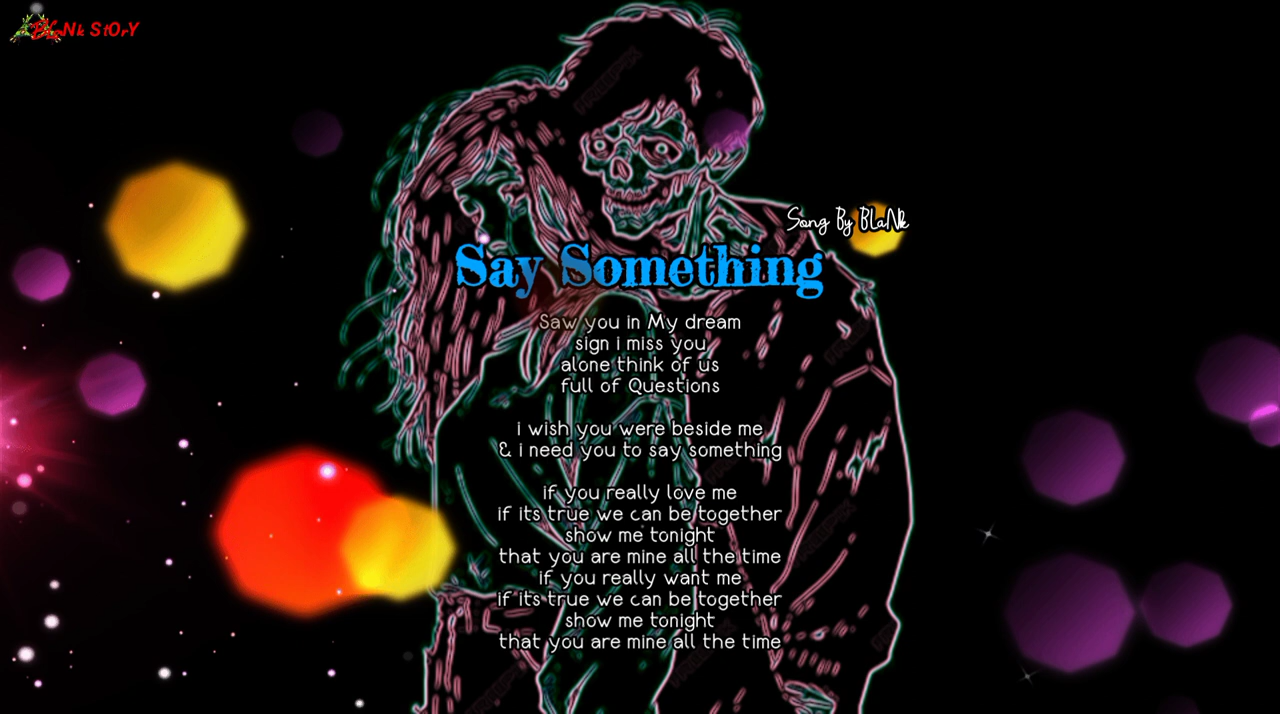 BLaNk StOrY
Song By BLaNk
Say Something
Saw you in My dream
sign i miss you
alone think of us
full of Questions
i wish you were beside me
& i need you to say something
if you really love me
if its true we can be together
show me tonight
that you are mine all the time
if you really want me
if its true we can be together
show me tonight
that you are mine all the time